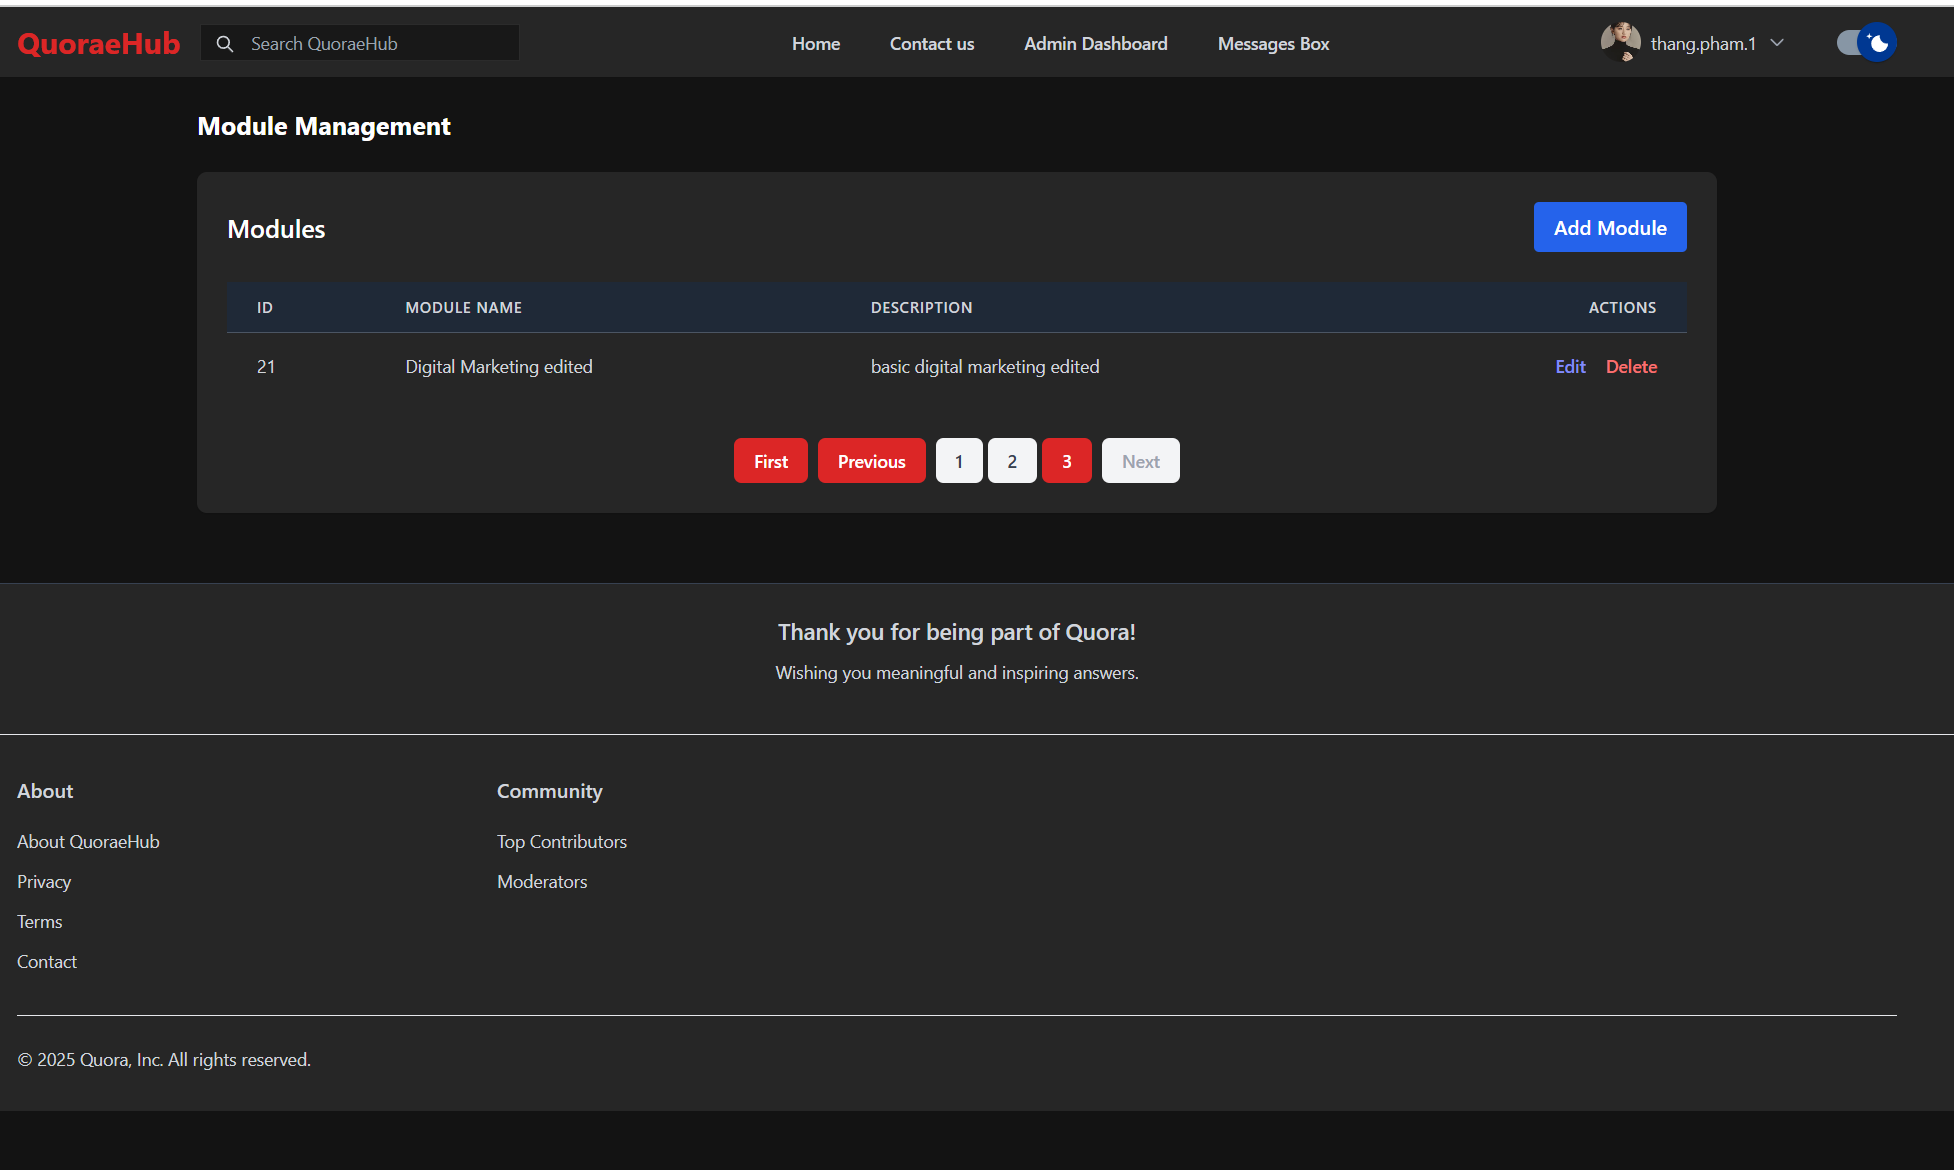 QuoraeHub Search QuoraeHub Home Contact us Admin Dashboard Messages Box thang.pham.1
Module Management
Modules Add Module
ID MODULE NAME DESCRIPTION ACTIONS
21 Digital Marketing edited basic digital marketing edited Edit Delete
First Previous 1 2 3 Next
Thank you for being part of Quora!
Wishing you meaningful and inspiring answers.
About Community
About QuoraeHub Top Contributors
Privacy Moderators
Terms
Contact
© 2025 Quora, Inc. All rights reserved.